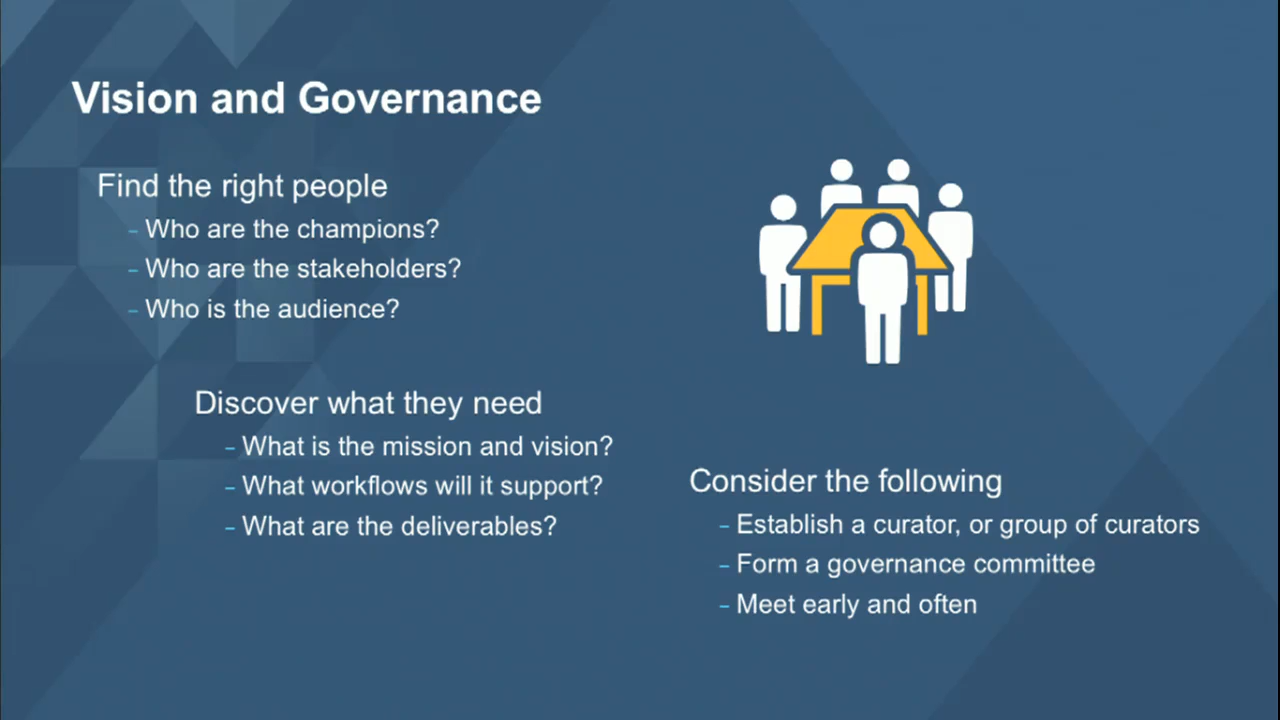 Vision and Governance
Find the right people
- Who are the champions?
- Who are the stakeholders?
- Who is the audience?
Discover what they need
- What is the mission and vision?
- What workflows will it support?
- What are the deliverables?
Consider the following
- Establish a curator, or group of curators
- Form a governance committee
- Meet early and often